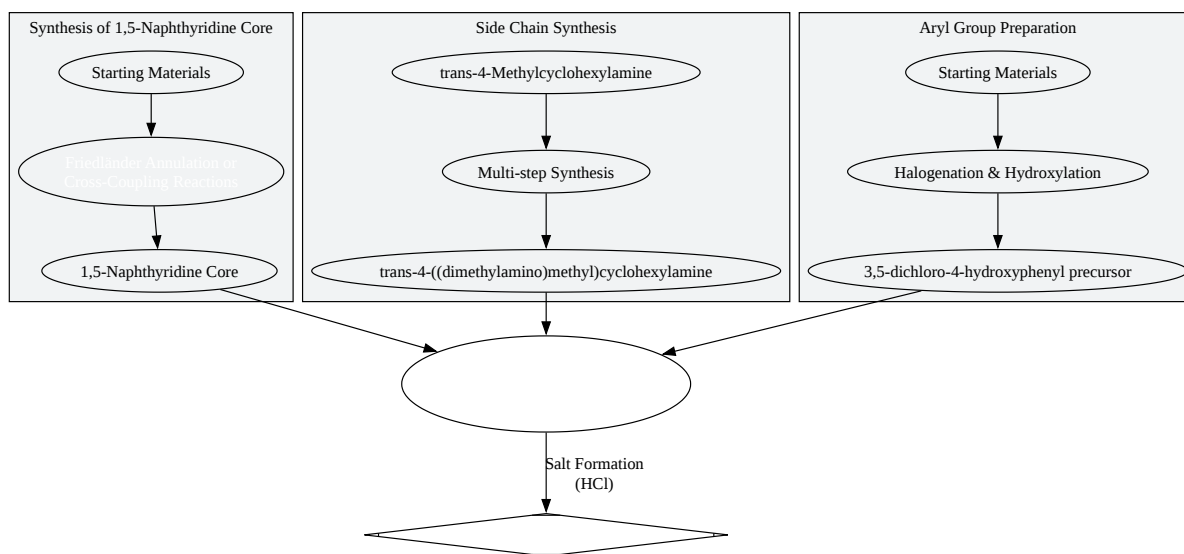 Synthesis of 1,5-Naphthyridine Core
Side Chain Synthesis
Aryl Group Preparation
Starting Materials
trans-4-Methylcyclohexylamine
Starting Materials
Friedländer Annulation or
Cross-Coupling Reactions
Multi-step Synthesis
Halogenation & Hydroxylation
1,5-Naphthyridine Core
trans-4-((dimethylamino)methyl)cyclohexylamine
3,5-dichloro-4-hydroxyphenyl precursor
Salt Formation
(HCl)